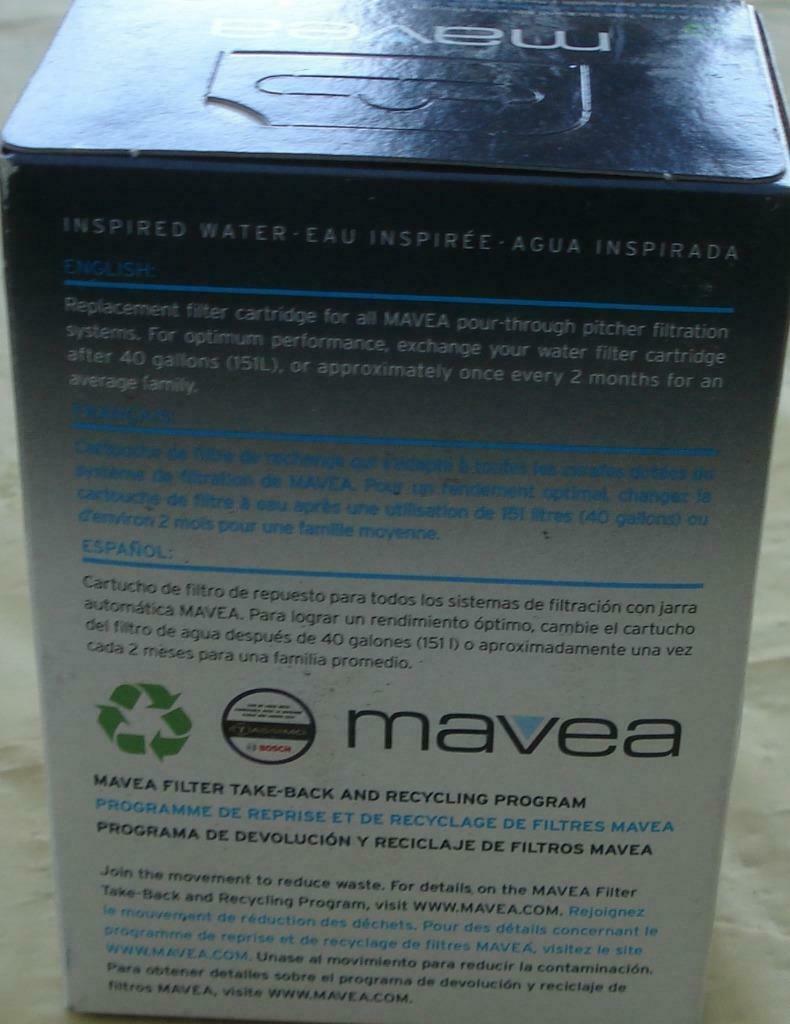 mavea
INSPIRED WATER - EAU INSPIRÉE - AGUA INSPIRADA
ENGLISH:
Replacement filter cartridge for all MAVEA pour-through pitcher filtration
systems. For optimum performance, exchange your water filter cartridge
after 40 gallons (151L), or approximately once every 2 months for an
average family.
FRANÇAIS:
Cartouche de filtre de rechange qui s'adapte à toutes les carafes dotées du
système de filtration de MAVEA. Pour un rendement optimal, changez la
cartouche de filtre à eau après une utilisation de 151 litres (40 gallons) ou
d'environ 2 mois pour une famille moyenne.
ESPAÑOL:
Cartucho de filtro de repuesto para todos los sistemas de filtración con jarra
automática MAVEA. Para lograr un rendimiento óptimo, cambie el cartucho
del filtro de agua después de 40 galones (151 l) o aproximadamente una vez
cada 2 meses para una familia promedio.
TASSIMO
BOSCH
mavea
MAVEA FILTER TAKE-BACK AND RECYCLING PROGRAM
PROGRAMME DE REPRISE ET DE RECYCLAGE DE FILTRES MAVEA
PROGRAMA DE DEVOLUCIÓN Y RECICLAJE DE FILTROS MAVEA
Join the movement to reduce waste. For details on the MAVEA Filter
Take-Back and Recycling Program, visit WWW.MAVEA.COM. Rejoignez
le mouvement de réduction des déchets. Pour des détails concernant le
programme de reprise et de recyclage de filtres MAVEA, visitez le site
WWW.MAVEA.COM. Únase al movimiento para reducir la contaminación.
Para obtener detalles sobre el programa de devolución y reciclaje de
filtros MAVEA, visite WWW.MAVEA.COM.